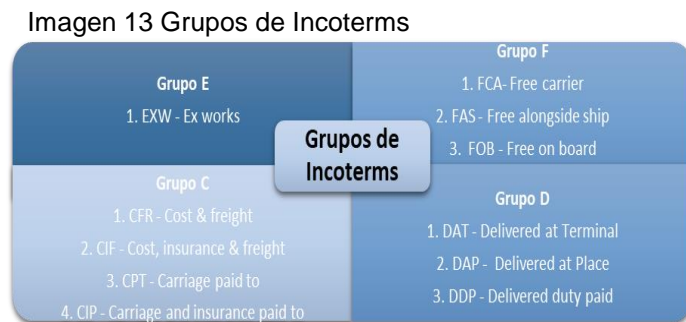 Imagen 13 Grupos de Incoterms
Grupo E
1. EXW - Ex works
Grupo F
1. FCA- Free carrier
2. FAS - Free alongside ship
3. FOB - Free on board
Grupos de
Incoterms
Grupo C
1. CFR - Cost & freight
2. CIF - Cost, insurance & freight
3. CPT - Carriage paid to
4. CIP - Carriage and insurance paid to
Grupo D
1. DAT - Delivered at Terminal
2. DAP - Delivered at Place
3. DDP - Delivered duty paid